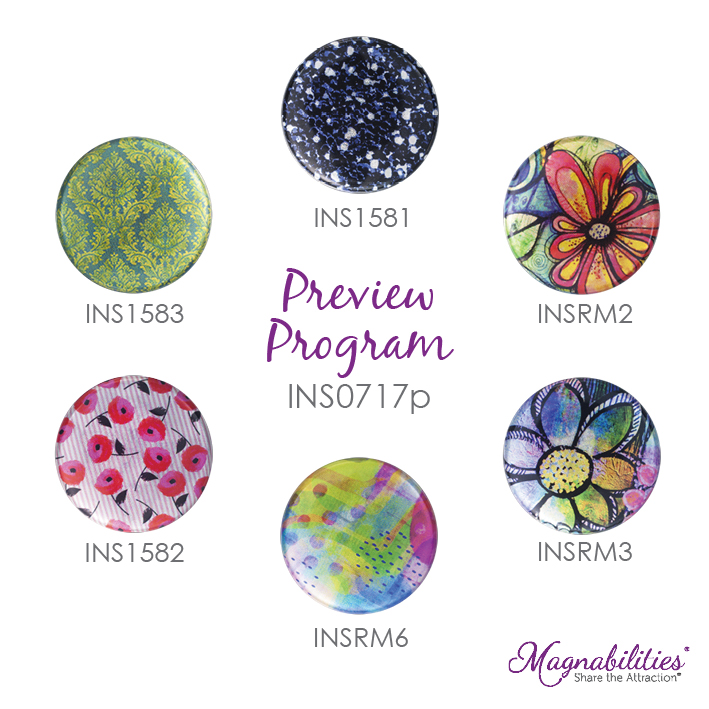 INS1581
INS1583
INSRM2
Preview
Program
INS0717p
INS1582
INSRM3
INSRM6
Magnabilities®
Share the Attraction®